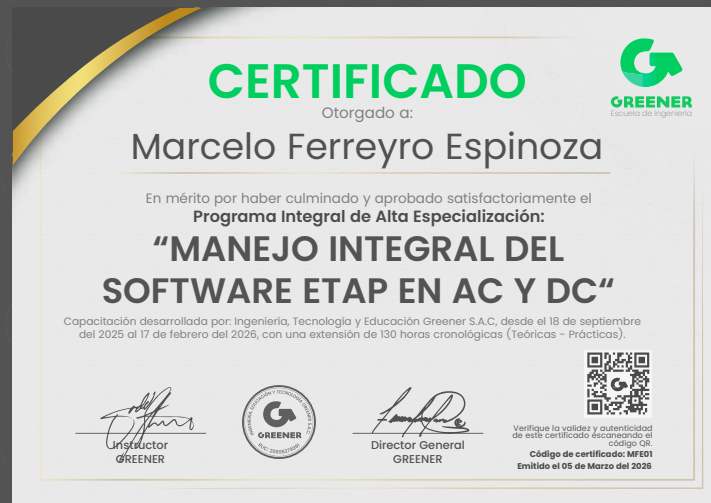 CERTIFICADO
Otorgado a:
GREENER
Escuela de Ingeniería
Marcelo Ferreyro Espinoza
En mérito por haber culminado y aprobado satisfactoriamente el
Programa Integral de Alta Especialización:
“MANEJO INTEGRAL DEL
SOFTWARE ETAP EN AC Y DC“
Capacitación desarrollada por: Ingeniería, Tecnología y Educación Greener S.A.C, desde el 18 de septiembre
del 2025 al 17 de febrero del 2026, con una extensión de 130 horas cronológicas (Teóricas - Prácticas).
Instructor
GREENER
GREENER
Director General
GREENER
Verifique la validez y autenticidad
de este certificado escaneando el
código QR.
Código de certificado: MFE01
Emitido el 05 de Marzo del 2026